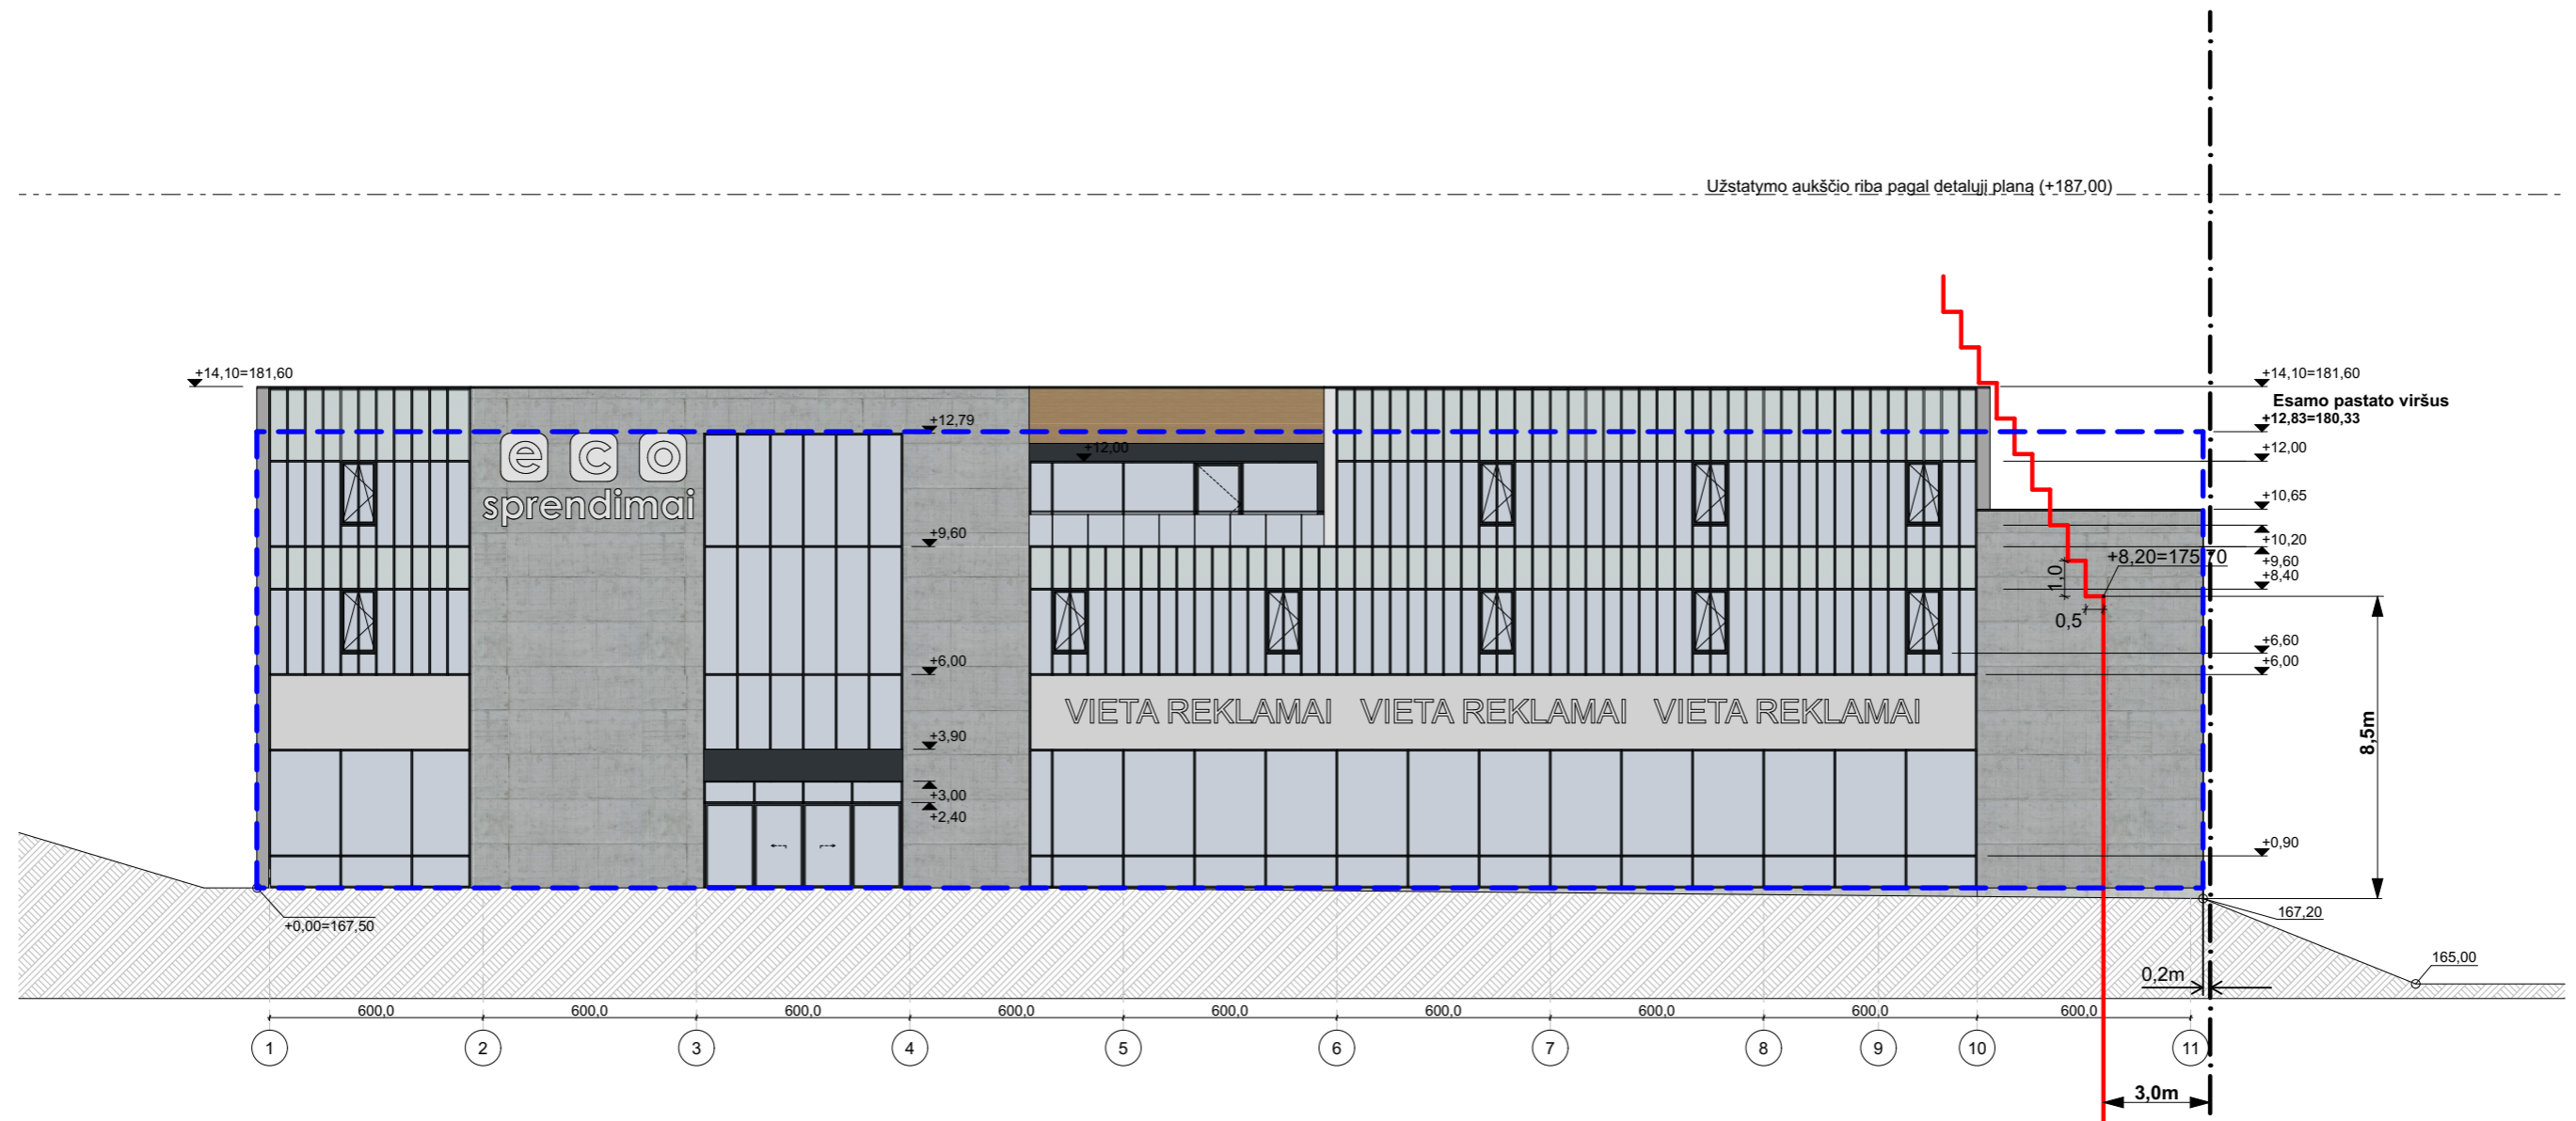 Užstatymo aukščio riba pagal detalųjį planą (+187,00)
+14,10=181,60
+14,10=181,60
Esamo pastato viršus
+12,83=180,33
+12,79
+12,00
+12,00
eco
sprendimai
+10,65
+10,20
+9,60
+9,60
+8,40
+8,20=175,70
1,0
0,5
+6,60
+6,00
+6,00
VIETA REKLAMAI VIETA REKLAMAI VIETA REKLAMAI
8,5m
+3,90
+3,00
+2,40
+0,90
+0,00=167,50
167,20
165,00
0,2m
600,0 600,0 600,0 600,0 600,0 600,0 600,0 600,0 600,0
1 2 3 4 5 6 7 8 9 10 11
3,0m